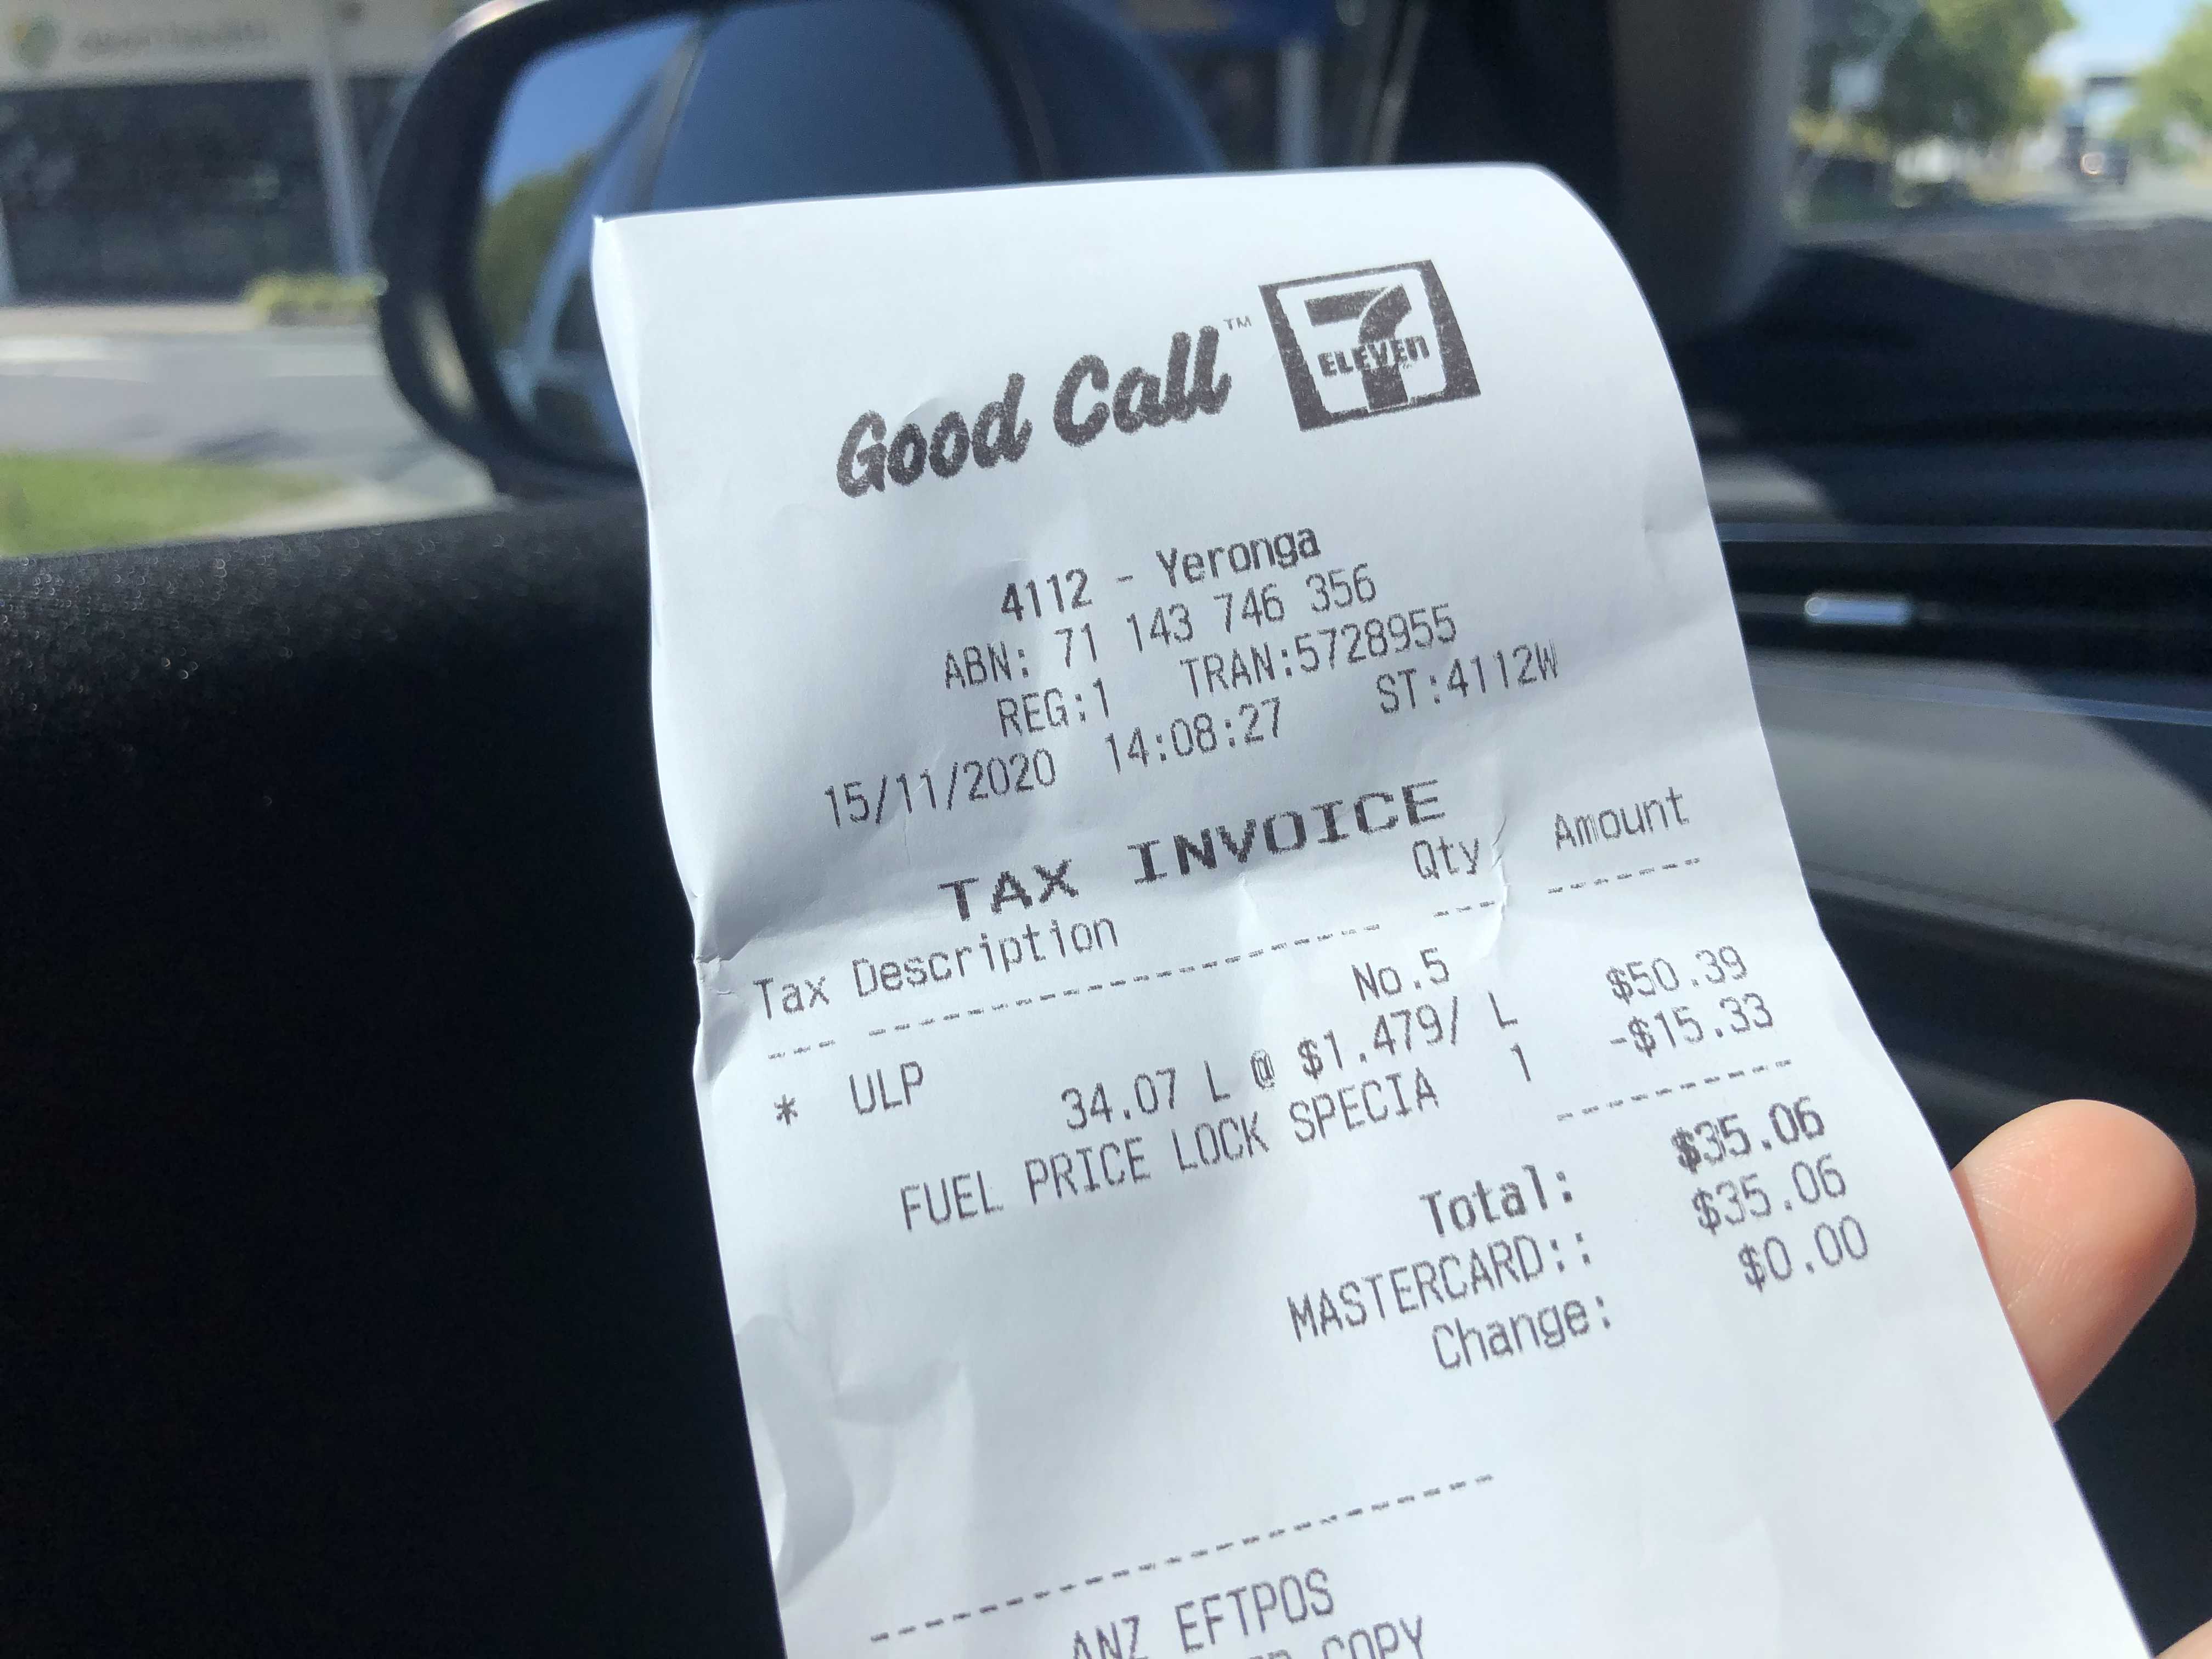 Good Call™ 7 ELEVEn
4112 - Yeronga
ABN: 71 143 746 356
REG:1 TRAN:5728955
15/11/2020 14:08:27 ST:4112W
TAX INVOICE
Tax Description Qty Amount
--- ---------------------- --- -------
* ULP No.5 $50.39
34.07 L @ $1.479/ L
FUEL PRICE LOCK SPECIA 1 -$15.33
----------
Total: $35.06
MASTERCARD:: $35.06
Change: $0.00
------------------------------
ANZ EFTPOS
COPY